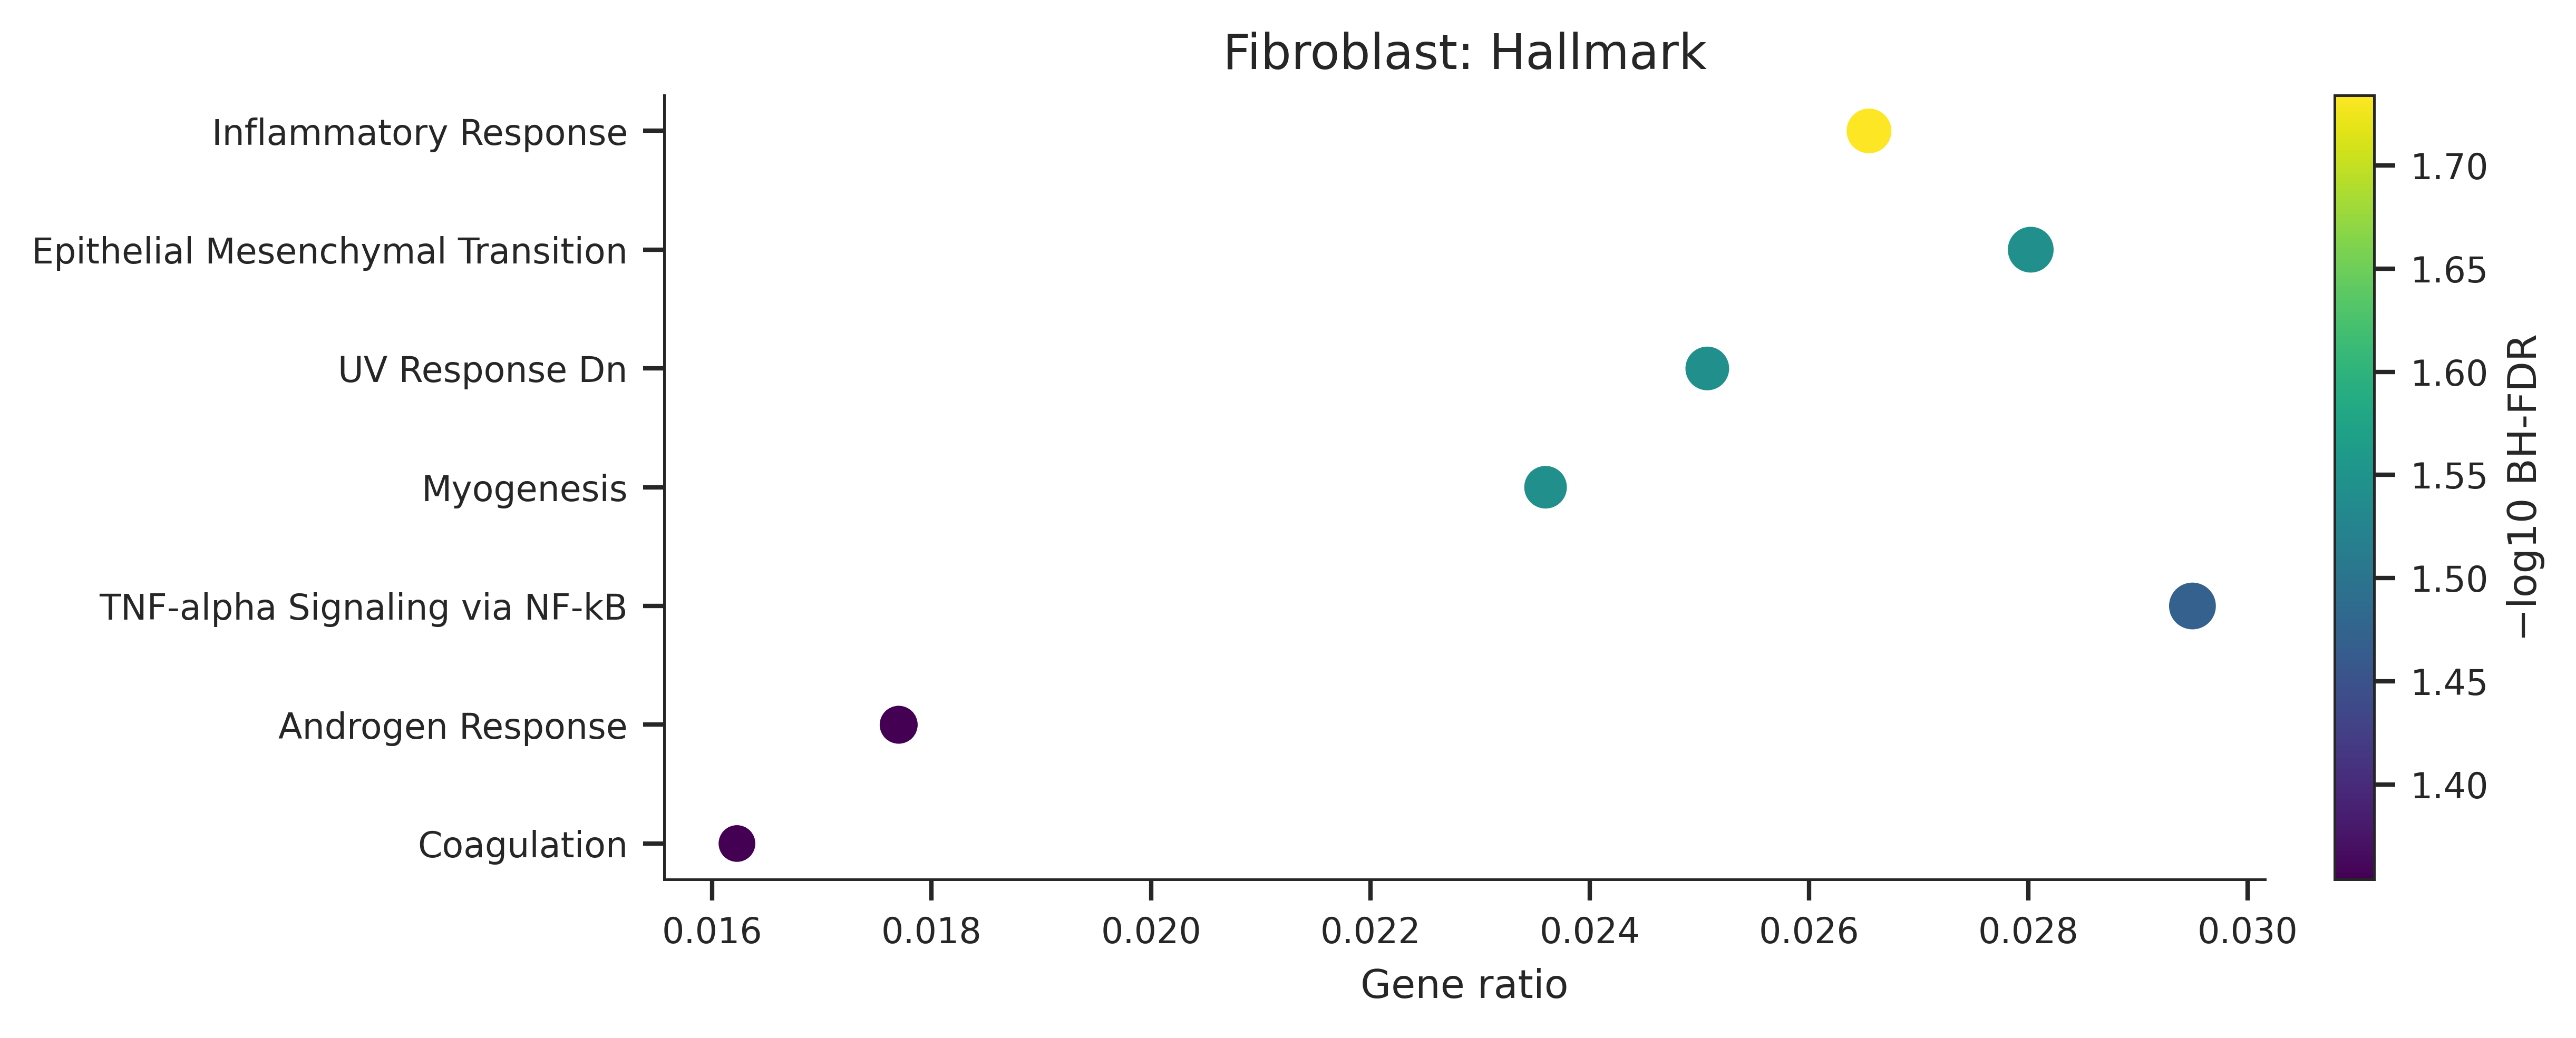 Fibroblast: Hallmark
Inflammatory Response
Epithelial Mesenchymal Transition
UV Response Dn
Myogenesis
TNF-alpha Signaling via NF-kB
Androgen Response
Coagulation
0.016 0.018 0.020 0.022 0.024 0.026 0.028 0.030
Gene ratio
1.70
1.65
1.60
1.55
1.50
1.45
1.40
−log10 BH-FDR